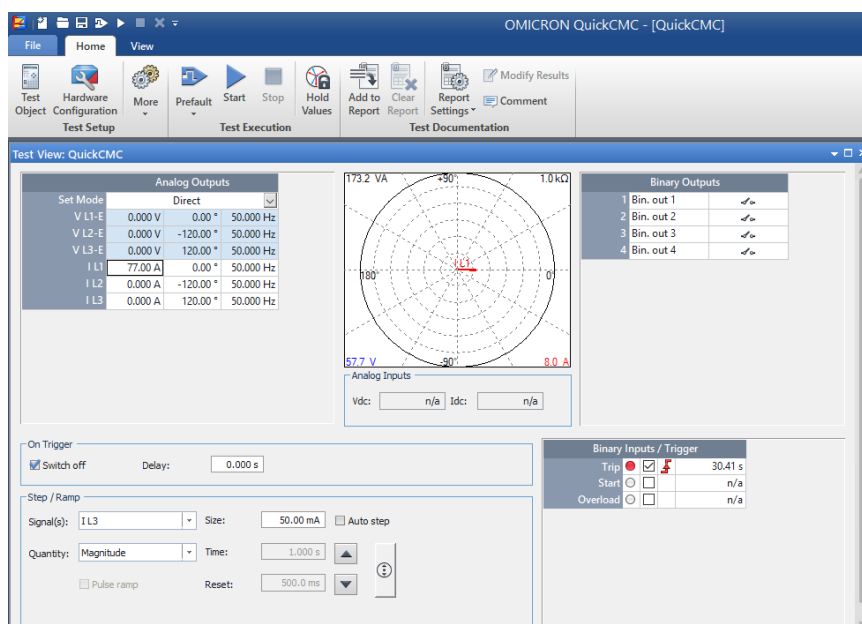 OMICRON QuickCMC - [QuickCMC]
File Home View
Test Object
Hardware Configuration
More
Prefault
Start
Stop
Hold Values
Add to Report
Clear Report
Report Settings
Modify Results
Comment
Test Setup
Test Execution
Test Documentation
Test View: QuickCMC
Analog Outputs
Set Mode Direct
V L1-E 0.000 V 0.00 ° 50.000 Hz
V L2-E 0.000 V -120.00 ° 50.000 Hz
V L3-E 0.000 V 120.00 ° 50.000 Hz
I L1 77.00 A 0.00 ° 50.000 Hz
I L2 0.000 A -120.00 ° 50.000 Hz
I L3 0.000 A 120.00 ° 50.000 Hz
173.2 VA +90° 1.0 kΩ
I L1
180° 0°
57.7 V -90° 8.0 A
Analog Inputs
Vdc: n/a Idc: n/a
Binary Outputs
1 Bin. out 1
2 Bin. out 2
3 Bin. out 3
4 Bin. out 4
On Trigger
Switch off Delay: 0.000 s
Step / Ramp
Signal(s): I L3 Size: 50.00 mA Auto step
Quantity: Magnitude Time: 1.000 s
Pulse ramp Reset: 500.0 ms
Binary Inputs / Trigger
Trip 30.41 s
Start n/a
Overload n/a